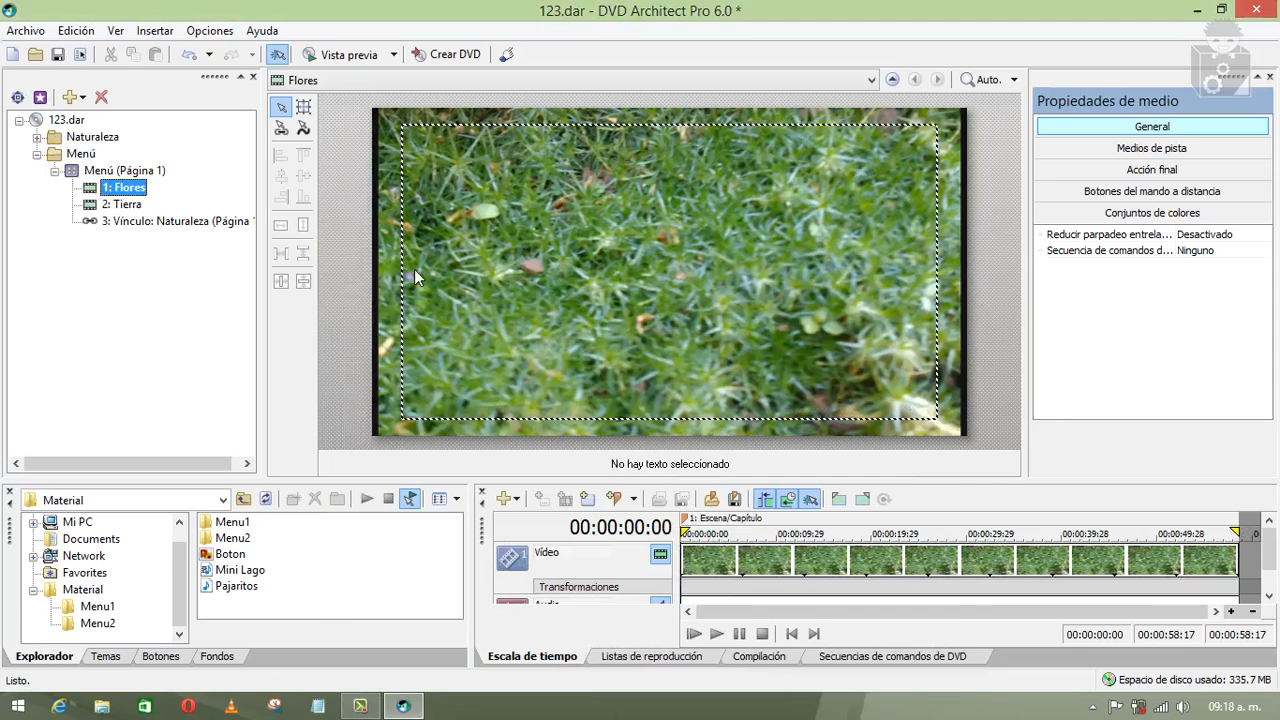 123.dar - DVD Architect Pro 6.0 *
Archivo Edición Ver Insertar Opciones Ayuda
Vista previa Crear DVD
Flores
Auto.
123.dar
Naturaleza
Menú
Menú (Página 1)
1: Flores
2: Tierra
3: Vínculo: Naturaleza (Página
No hay texto seleccionado
Propiedades de medio
General
Medios de pista
Acción final
Botones del mando a distancia
Conjuntos de colores
Reducir parpadeo entrela... Desactivado
Secuencia de comandos d... Ninguno
Material
Mi PC
Documents
Network
Favorites
Material
Menu1
Menu2
Menu1
Menu2
Boton
Mini Lago
Pajaritos
Explorador Temas Botones Fondos
00:00:00:00
1: Escena/Capítulo
00:00:00:00 00:00:09:29 00:00:19:29 00:00:29:29 00:00:39:28 00:00:49:28
1 Vídeo
Transformaciones
00:00:00:00 00:00:58:17 00:00:58:17
Escala de tiempo Listas de reproducción Compilación Secuencias de comandos de DVD
Listo.
Espacio de disco usado: 335.7 MB
09:18 a. m.